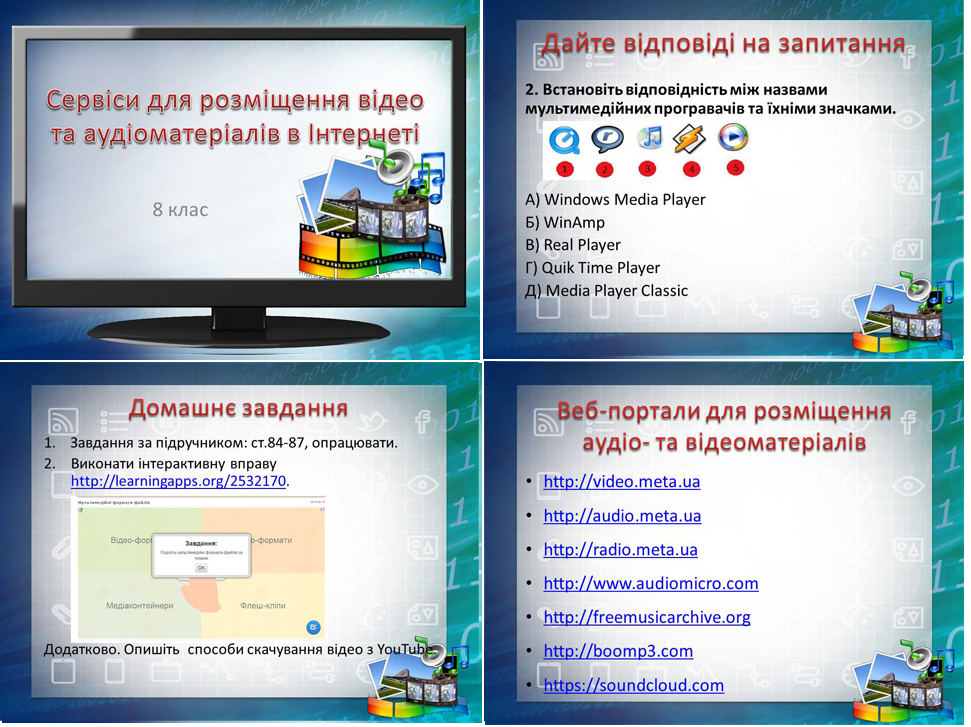 Сервіси для розміщення відео
та аудіоматеріалів в Інтернеті
8 клас
Дайте відповіді на запитання
2. Встановіть відповідність між назвами
мультимедійних програвачів та їхніми значками.
1 2 3 4 5
А) Windows Media Player
Б) WinAmp
В) Real Player
Г) Quik Time Player
Д) Media Player Classic
Домашнє завдання
1. Завдання за підручником: ст.84-87, опрацювати.
2. Виконати інтерактивну вправу
http://learningapps.org/2532170.
Мультимедійні формати файлів
Відео-фор о-формати
Завдання:
Поділіть мультимедійні формати файлів за
типами
OK
Медіаконтейнери Флеш-кліпи
Додатково. Опишіть способи скачування відео з YouTube.
Веб-портали для розміщення
аудіо- та відеоматеріалів
• http://video.meta.ua
• http://audio.meta.ua
• http://radio.meta.ua
• http://www.audiomicro.com
• http://freemusicarchive.org
• http://boomp3.com
• https://soundcloud.com